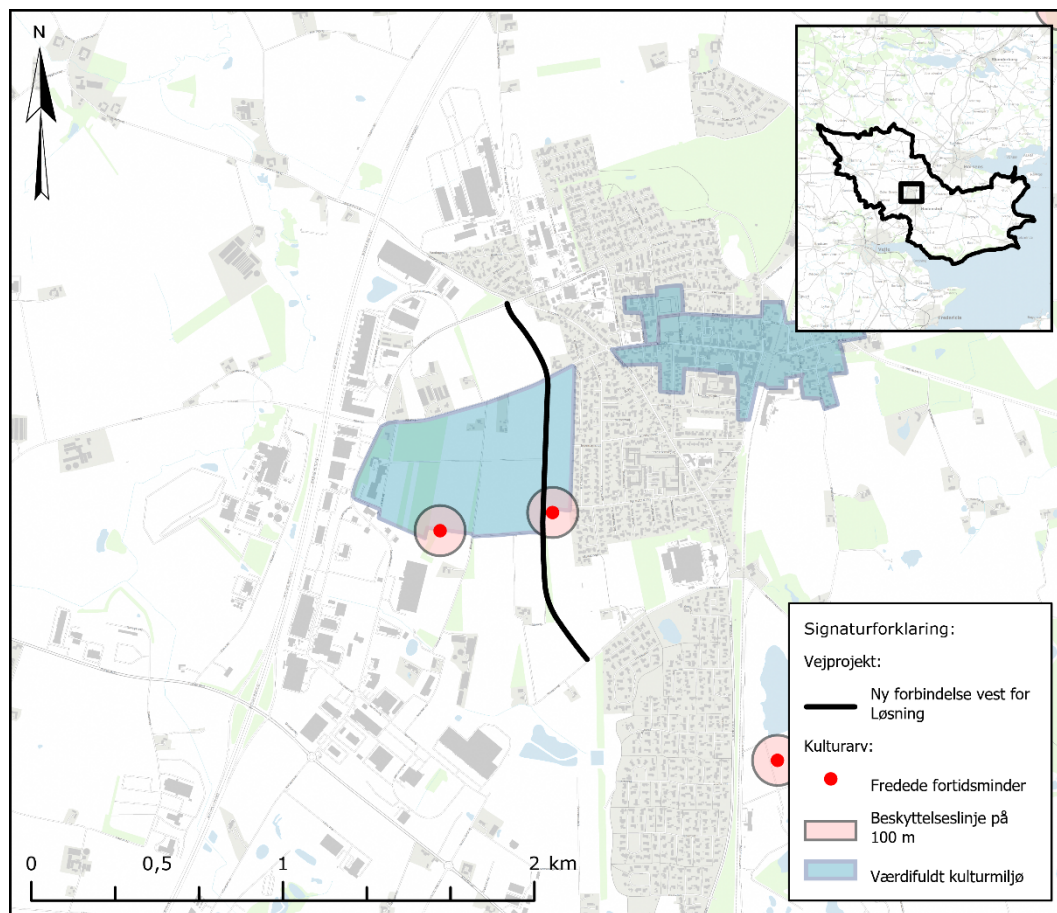 N
Signaturforklaring:
Vejprojekt:
Ny forbindelse vest for
Løsning
Kulturarv:
Fredede fortidsminder
Beskyttelseslinje på
100 m
Værdifuldt kulturmiljø
0
0,5
1
2 km